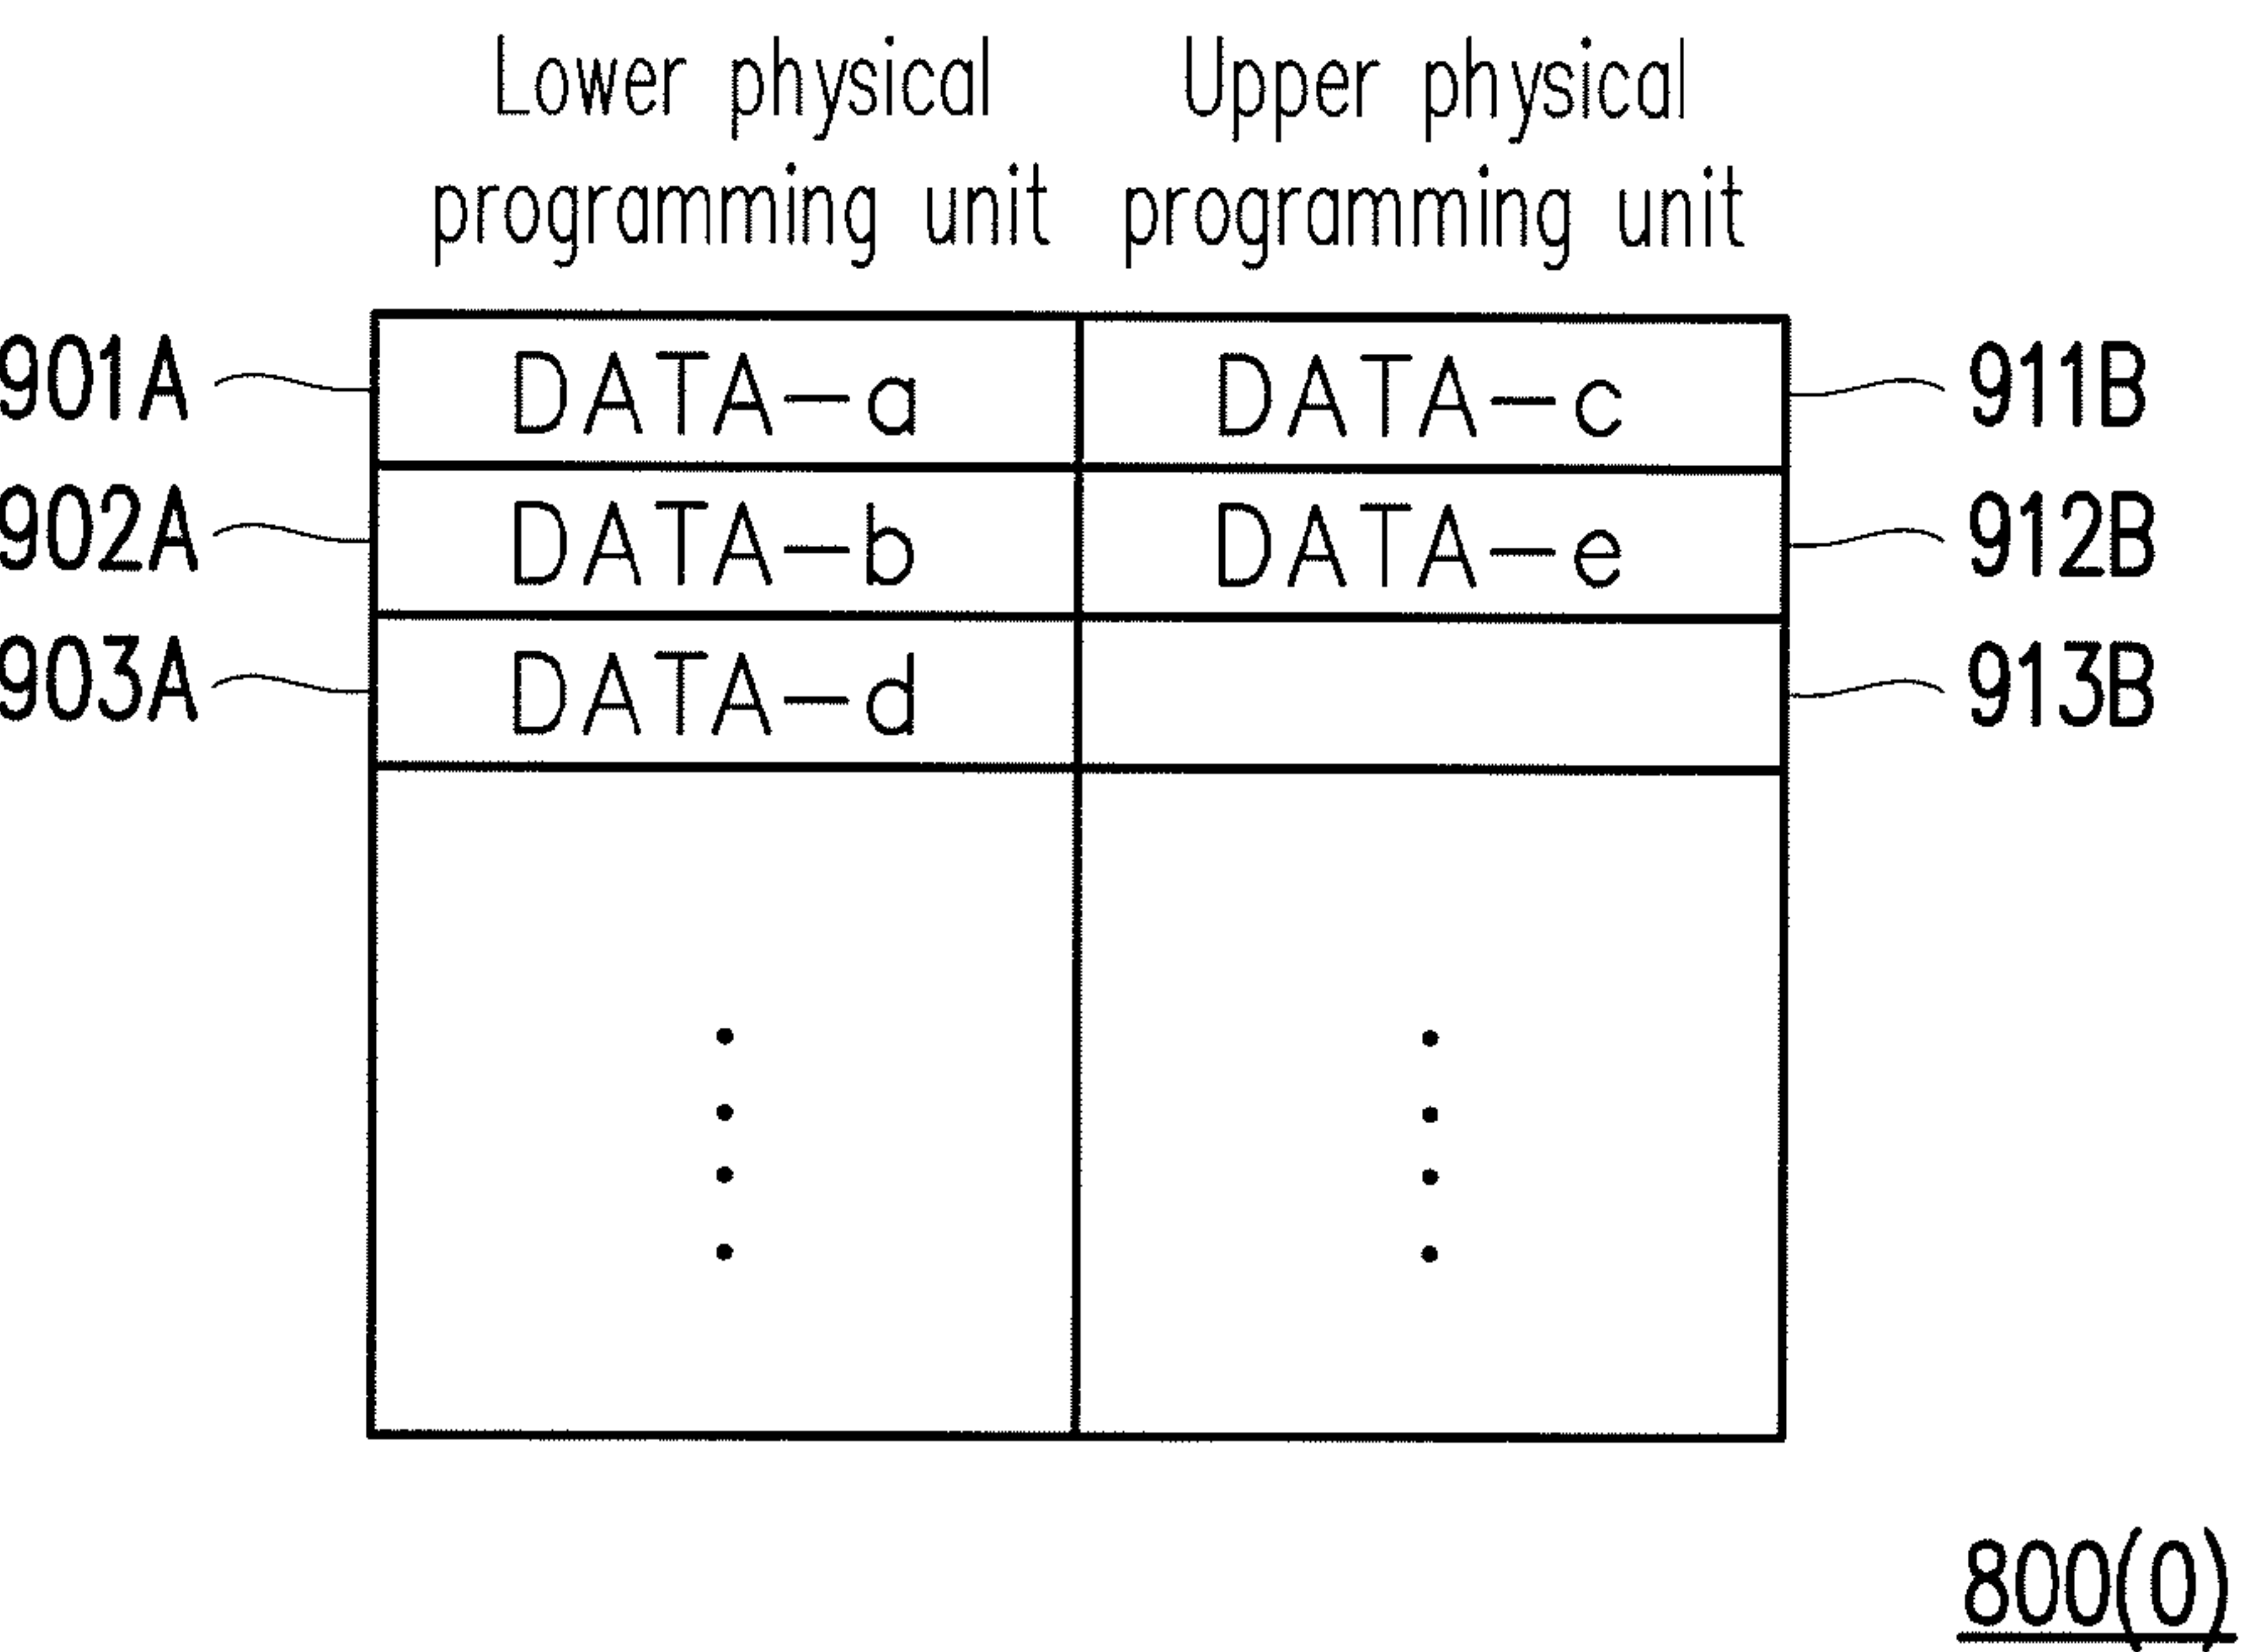 Lower physical
programming unit
Upper physical
programming unit
901A DATA-a DATA-c 911B
902A DATA-b DATA-e 912B
903A DATA-d 913B
800(0)